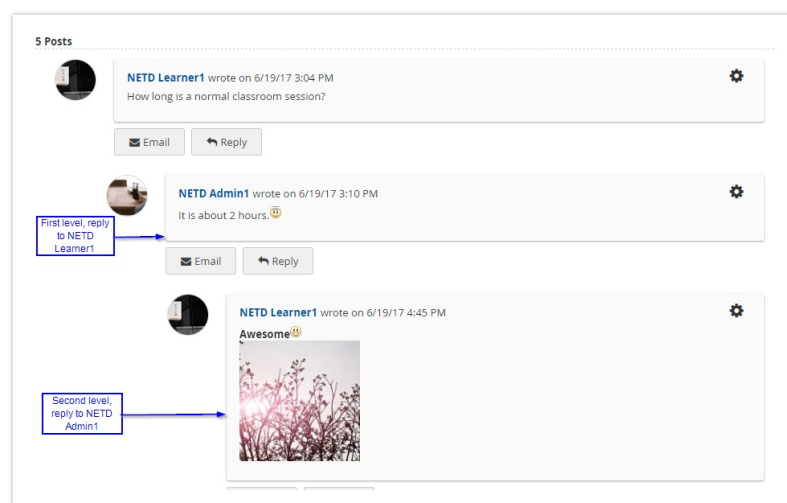 5 Posts
NETD Learner1 wrote on 6/19/17 3:04 PM
How long is a normal classroom session?
Email
Reply
NETD Admin1 wrote on 6/19/17 3:10 PM
It is about 2 hours.
First level, reply
to NETD
Learner1
Email
Reply
NETD Learner1 wrote on 6/19/17 4:45 PM
Awesome
Second level,
reply to NETD
Admin1